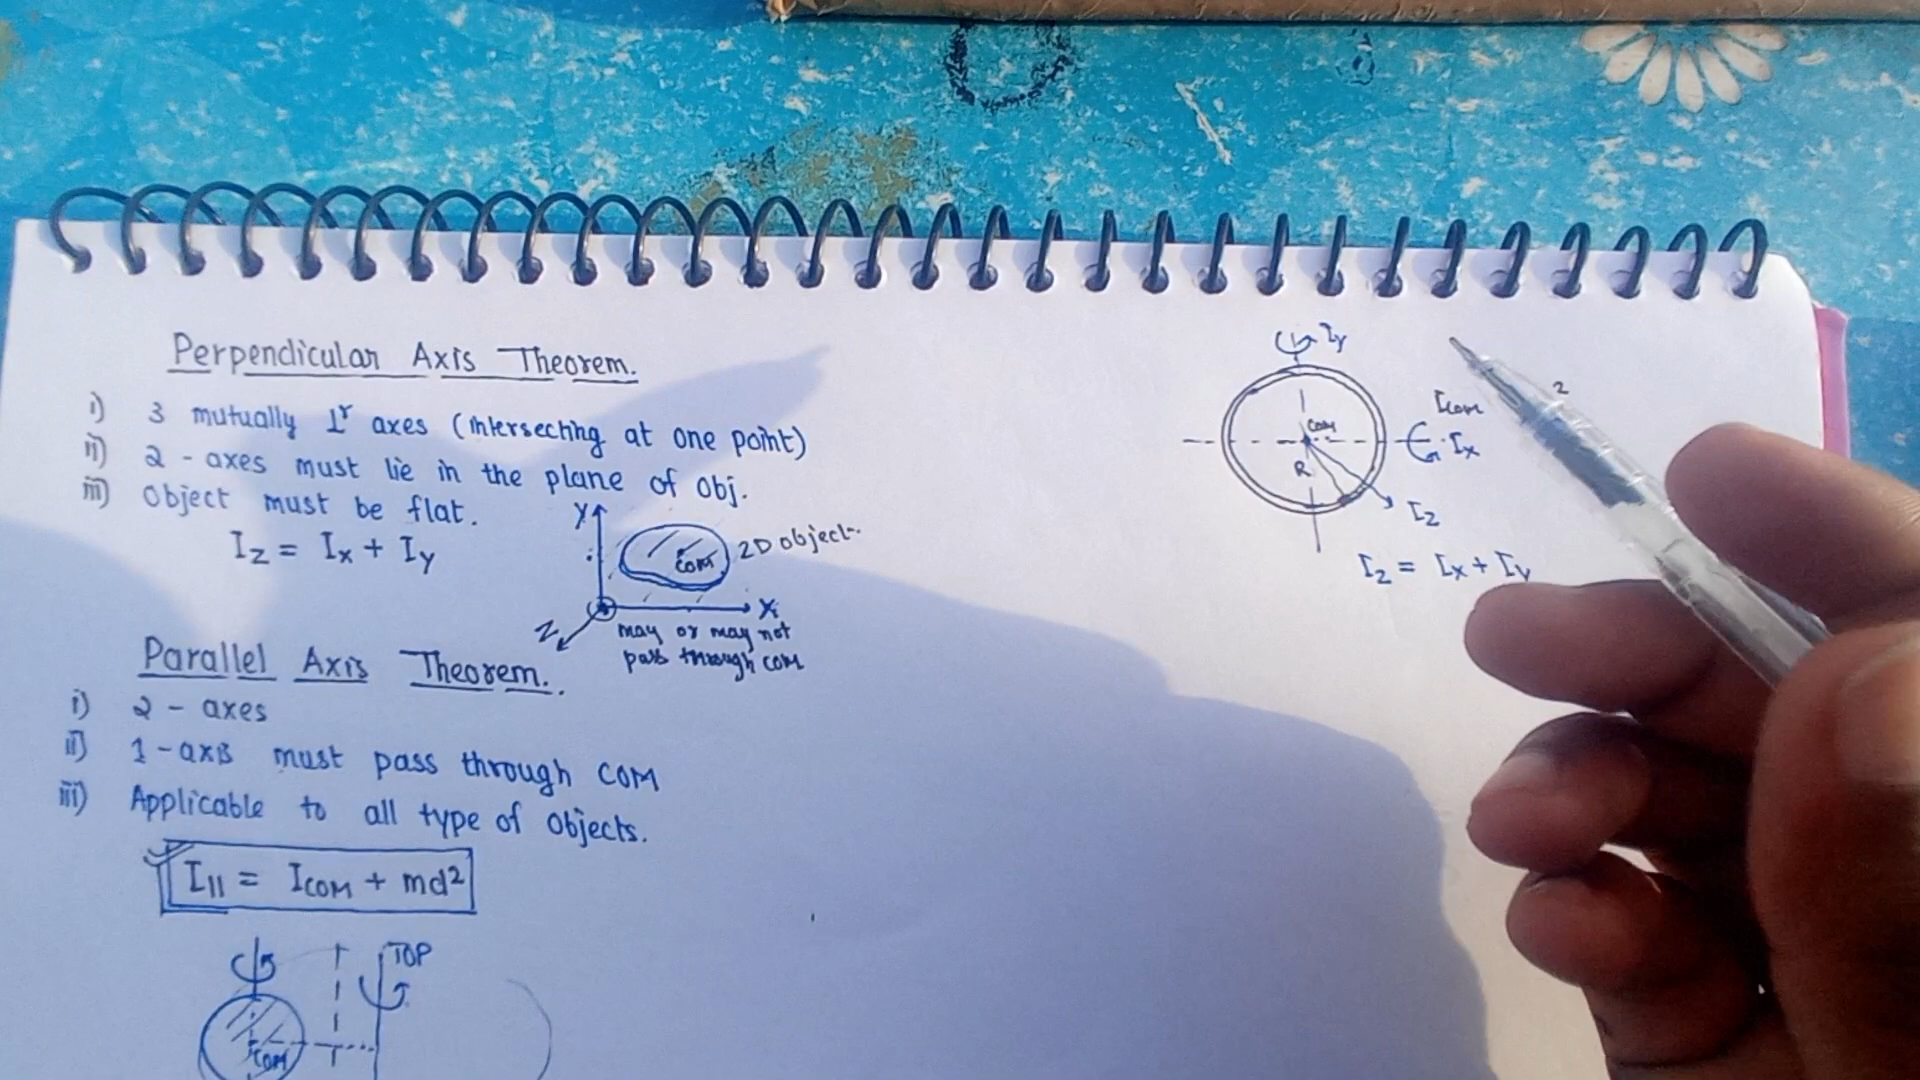 Perpendicular Axis Theorem.
i) 3 mutually 1r axes (intersecting at one point)
ii) 2 - axes must lie in the plane of obj.
iii) Object must be flat.
Iz = Ix + Iy
Y
COM
2D object
X
Z
may or may not
pass through COM
Parallel Axis Theorem.
i) 2 - axes
ii) 1 - axis must pass through COM
iii) Applicable to all type of objects.
I|| = ICOM + md²
TOP
COM
Iy
COM
R
ICOM
2
Ix
Iz
Iz = Ix + Iy